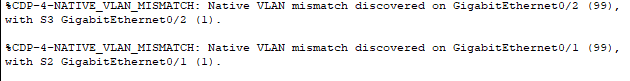 %CDP-4-NATIVE_VLAN_MISMATCH: Native VLAN mismatch discovered on GigabitEthernet0/2 (99),
with S3 GigabitEthernet0/2 (1).
%CDP-4-NATIVE_VLAN_MISMATCH: Native VLAN mismatch discovered on GigabitEthernet0/1 (99),
with S2 GigabitEthernet0/1 (1).